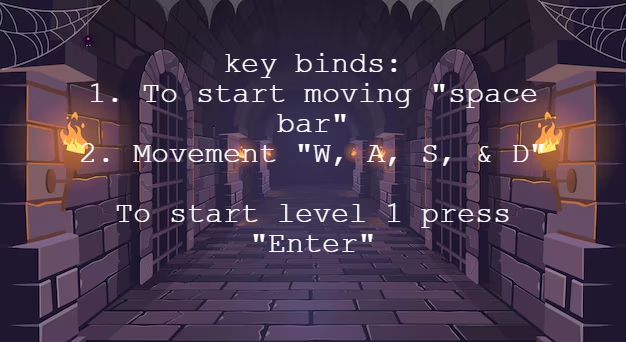 key binds:
1. To start moving "space
bar"
2. Movement "W, A, S, & D"
To start level 1 press
"Enter"